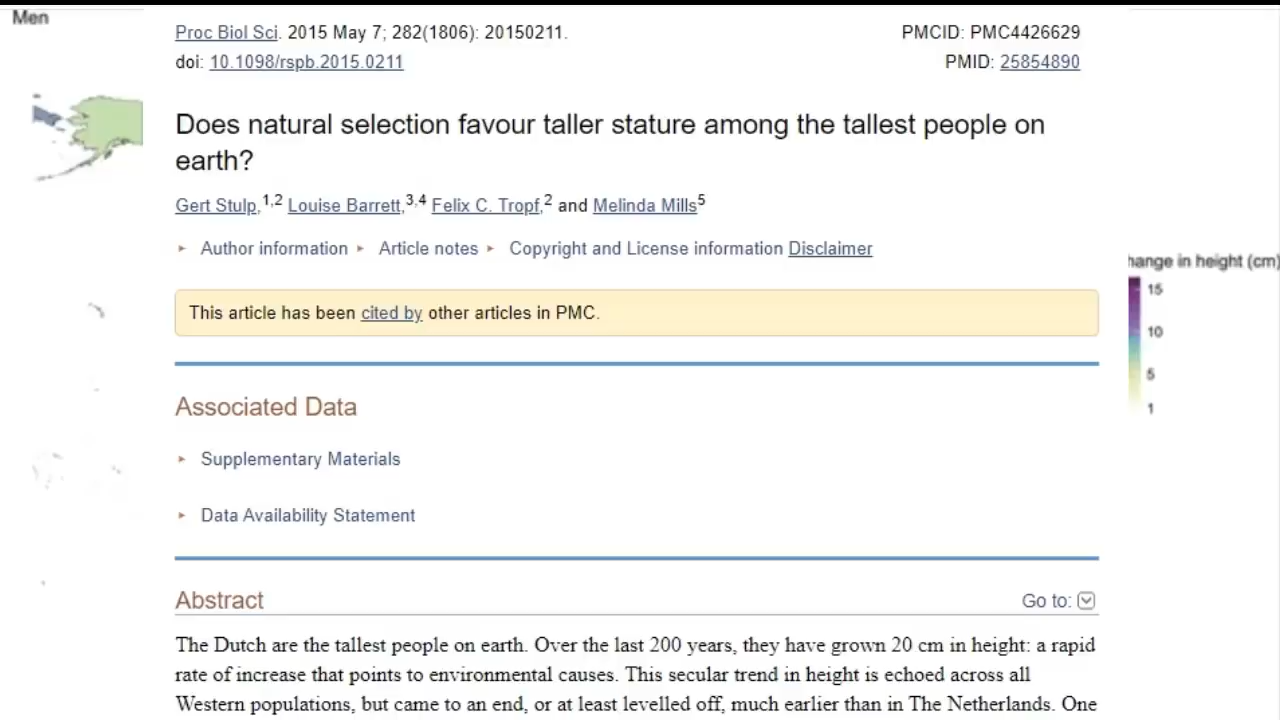 Men
Proc Biol Sci. 2015 May 7; 282(1806): 20150211.
PMCID: PMC4426629
doi: 10.1098/rspb.2015.0211
PMID: 25854890
Does natural selection favour taller stature among the tallest people on
earth?
Gert Stulp,1,2 Louise Barrett,3,4 Felix C. Tropf,2 and Melinda Mills5
Author information Article notes Copyright and License information Disclaimer
hange in height (cm)
15
10
5
1
This article has been cited by other articles in PMC.
Associated Data
Supplementary Materials
Data Availability Statement
Abstract
Go to:
The Dutch are the tallest people on earth. Over the last 200 years, they have grown 20 cm in height: a rapid
rate of increase that points to environmental causes. This secular trend in height is echoed across all
Western populations, but came to an end, or at least levelled off, much earlier than in The Netherlands. One